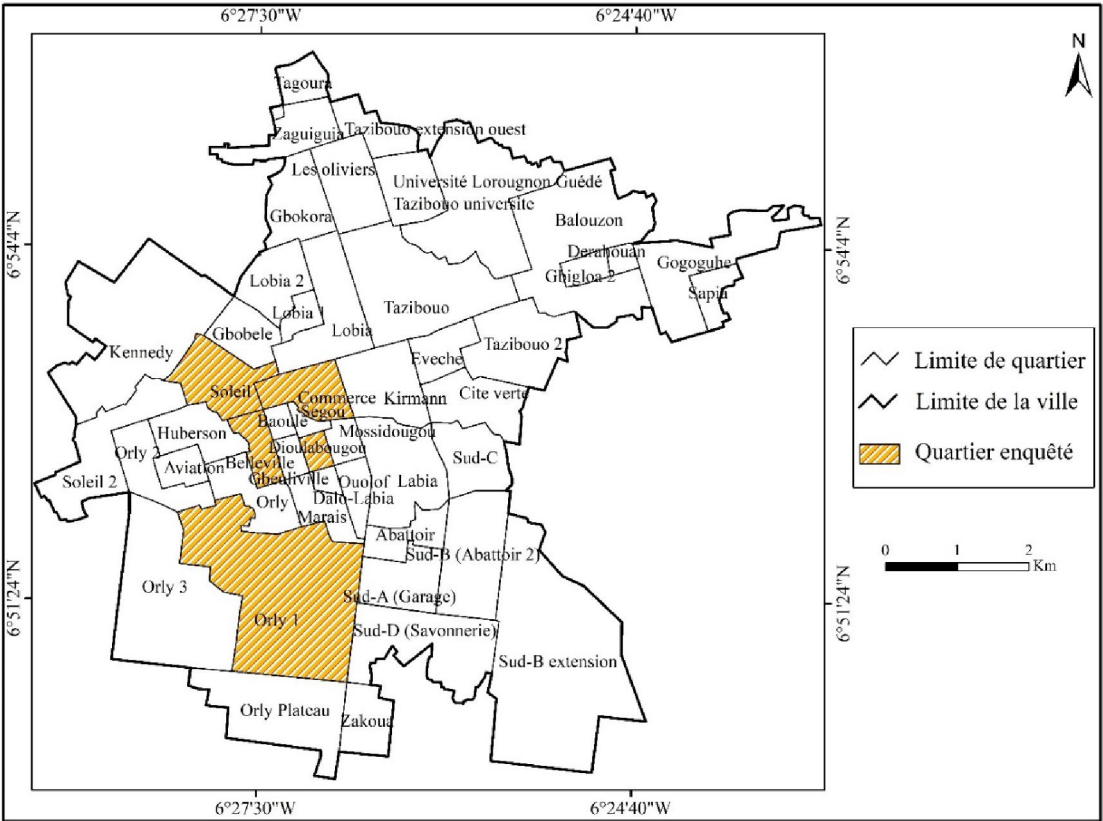 6°27'30"W
6°24'40"W
N
Tagoura
Zaguiguia
Tazibouo extension ouest
Les oliviers
Université Lorougnon Guédé
Tazibouo universite
Gbokora
Balouzon
6°54'4"N
6°54'4"N
Derahouan
Gogoguhe
Gbigloa 2
Sapia
Lobia 2
Lobia 1
Tazibouo
Lobia
Gbobele
Kennedy
Eveche
Tazibouo 2
Limite de quartier
Soleil
Commerce
Kirmann
Cite verte
Limite de la ville
Segou
Baoule
Huberson
Mossidougou
Dioulabougou
Quartier enquêté
Orly 2
Aviation
Belleville
Sud-C
Soleil 2
Gbeuliville
Ouolof
Labia
Orly
Dalo-Labia
Marais
Abattoir
Sud-B (Abattoir 2)
0 1 2
Km
Orly 3
Sud-A (Garage)
6°51'24"N
6°51'24"N
Orly 1
Sud-D (Savonnerie)
Sud-B extension
Orly Plateau
Zakoua
6°27'30"W
6°24'40"W